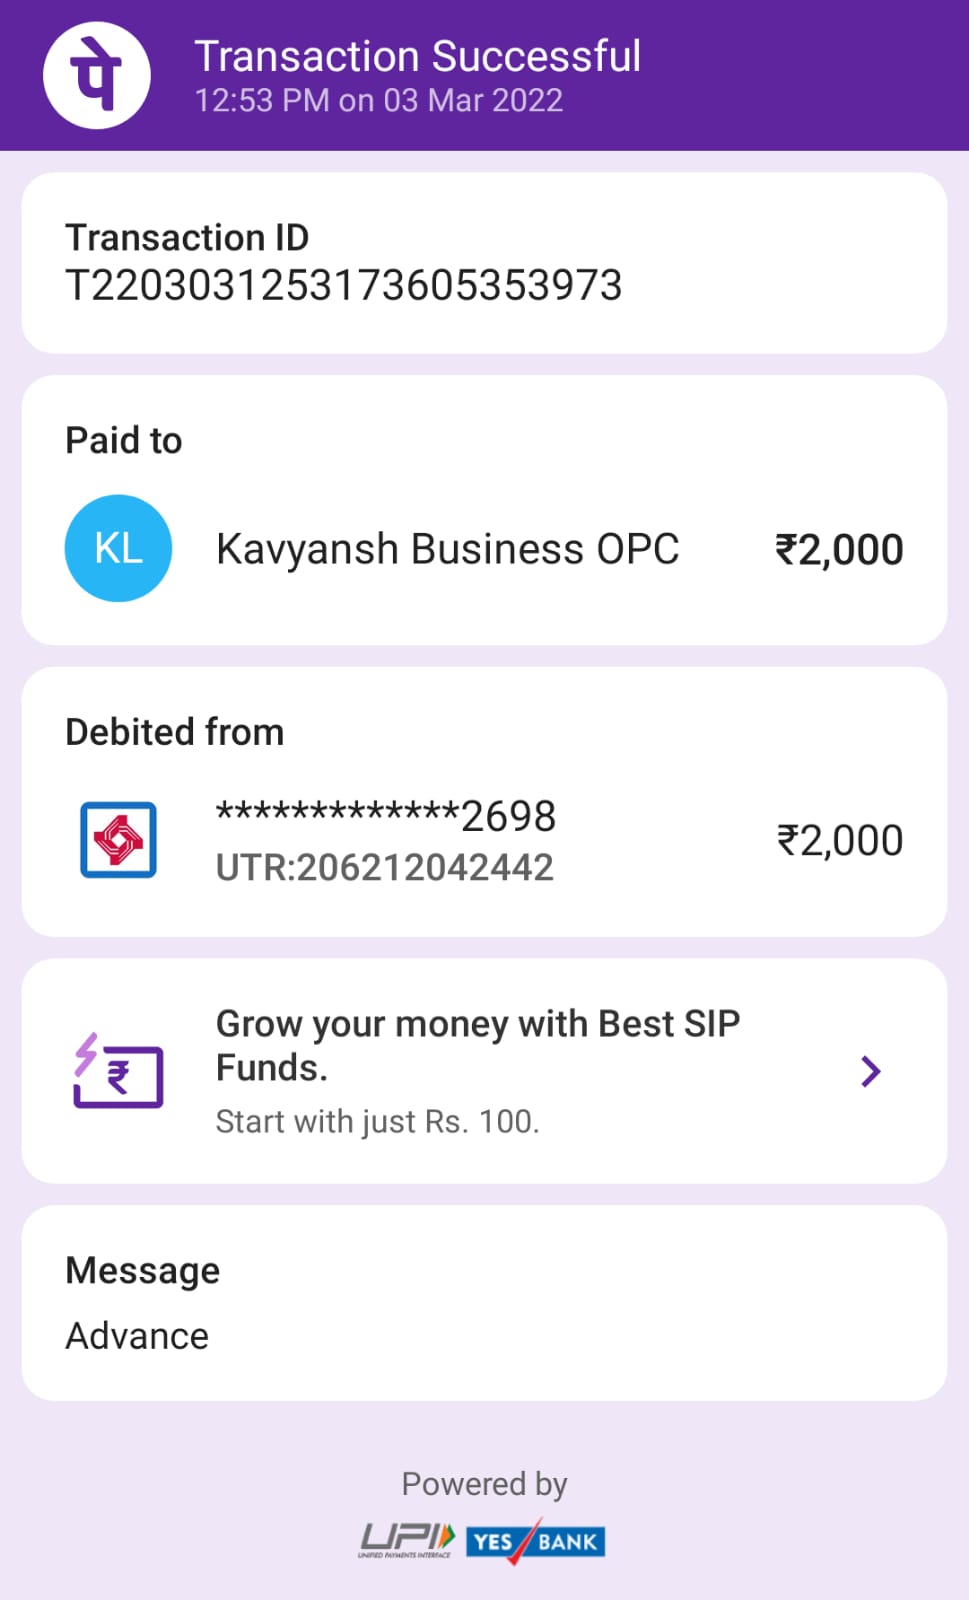 पे
Transaction Successful
12:53 PM on 03 Mar 2022
Transaction ID
T2203031253173605353973
Paid to
KL
Kavyansh Business OPC
₹2,000
Debited from
*************2698
UTR:206212042442
₹2,000
₹
Grow your money with Best SIP
Funds.
Start with just Rs. 100.
Message
Advance
Powered by
UPI
UNIFIED PAYMENTS INTERFACE
YES BANK